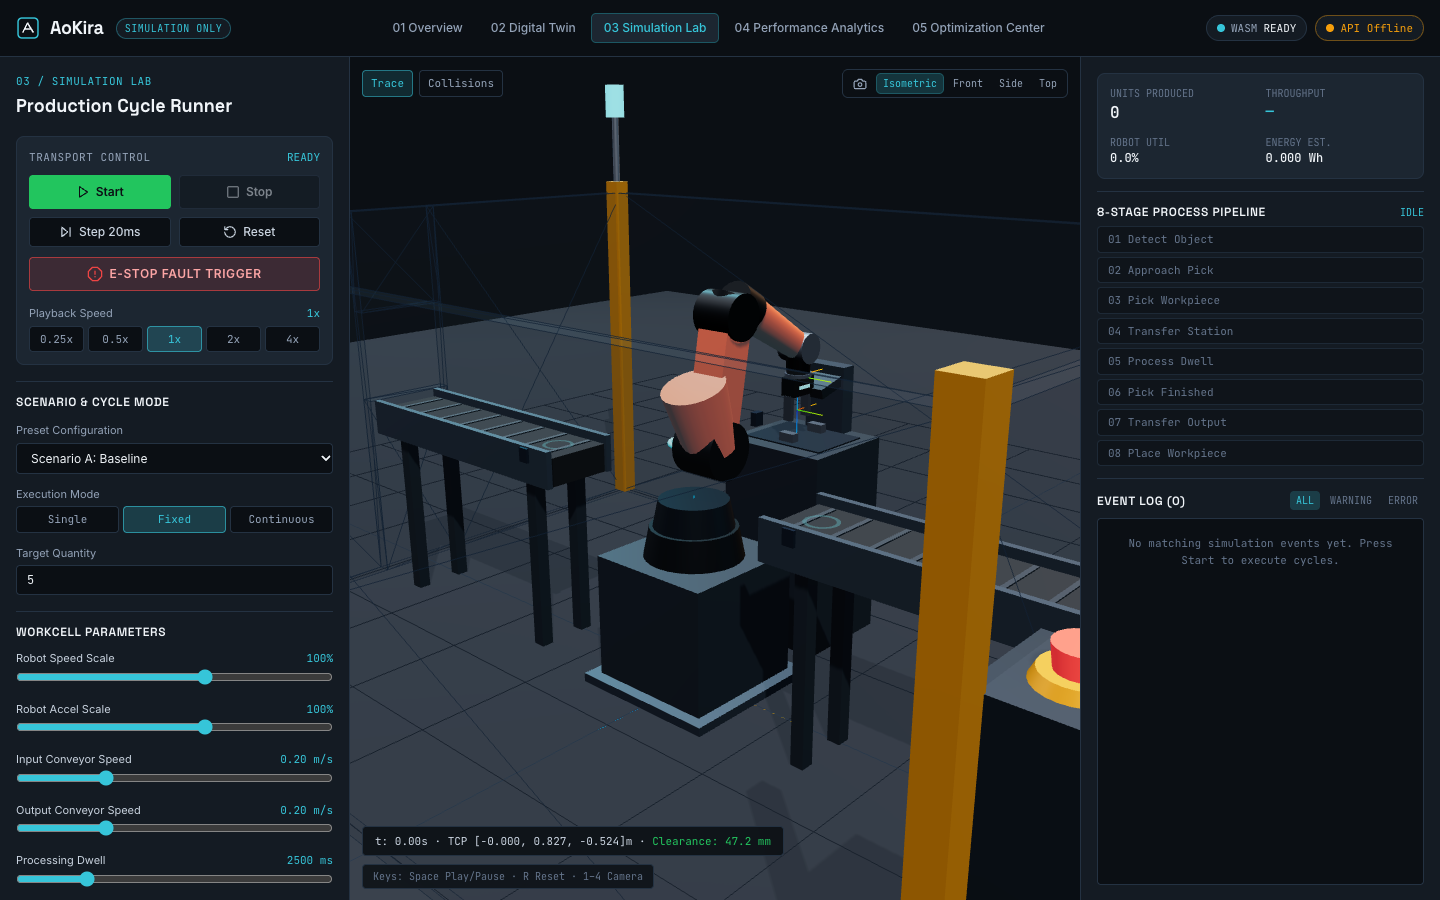 AoKira
SIMULATION ONLY
01 Overview
02 Digital Twin
03 Simulation Lab
04 Performance Analytics
05 Optimization Center
WASM READY
API Offline
03 / SIMULATION LAB
Production Cycle Runner
TRANSPORT CONTROL
READY
Start
Stop
Step 20ms
Reset
E-STOP FAULT TRIGGER
Playback Speed
1x
0.25x
0.5x
1x
2x
4x
SCENARIO & CYCLE MODE
Preset Configuration
Scenario A: Baseline
Execution Mode
Single
Fixed
Continuous
Target Quantity
5
WORKCELL PARAMETERS
Robot Speed Scale
100%
Robot Accel Scale
100%
Input Conveyor Speed
0.20 m/s
Output Conveyor Speed
0.20 m/s
Processing Dwell
2500 ms
Trace
Collisions
Isometric
Front
Side
Top
t: 0.00s · TCP [-0.000, 0.827, -0.524]m · Clearance: 47.2 mm
Keys: Space Play/Pause · R Reset · 1-4 Camera
UNITS PRODUCED
0
THROUGHPUT
—
ROBOT UTIL
0.0%
ENERGY EST.
0.000 Wh
8-STAGE PROCESS PIPELINE
IDLE
01 Detect Object
02 Approach Pick
03 Pick Workpiece
04 Transfer Station
05 Process Dwell
06 Pick Finished
07 Transfer Output
08 Place Workpiece
EVENT LOG (0)
ALL
WARNING
ERROR
No matching simulation events yet. Press
Start to execute cycles.